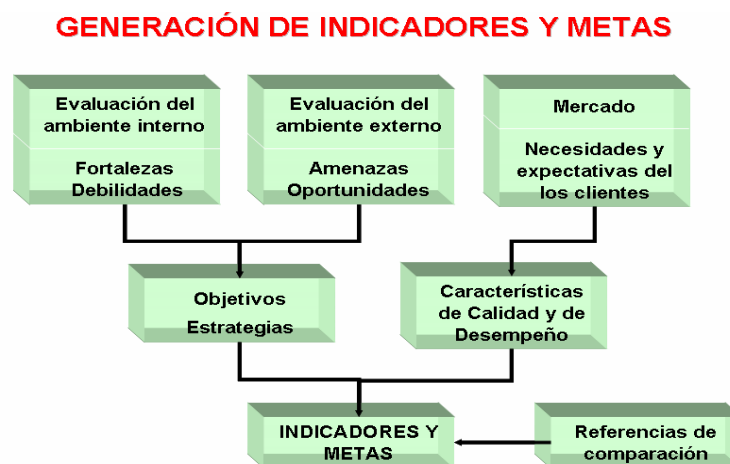 GENERACIÓN DE INDICADORES Y METAS
Evaluación del
ambiente interno
Fortalezas
Debilidades
Evaluación del
ambiente externo
Amenazas
Oportunidades
Mercado
Necesidades y
expectativas del
los clientes
Objetivos
Estrategias
Características
de Calidad y de
Desempeño
INDICADORES Y
METAS
Referencias de
comparación